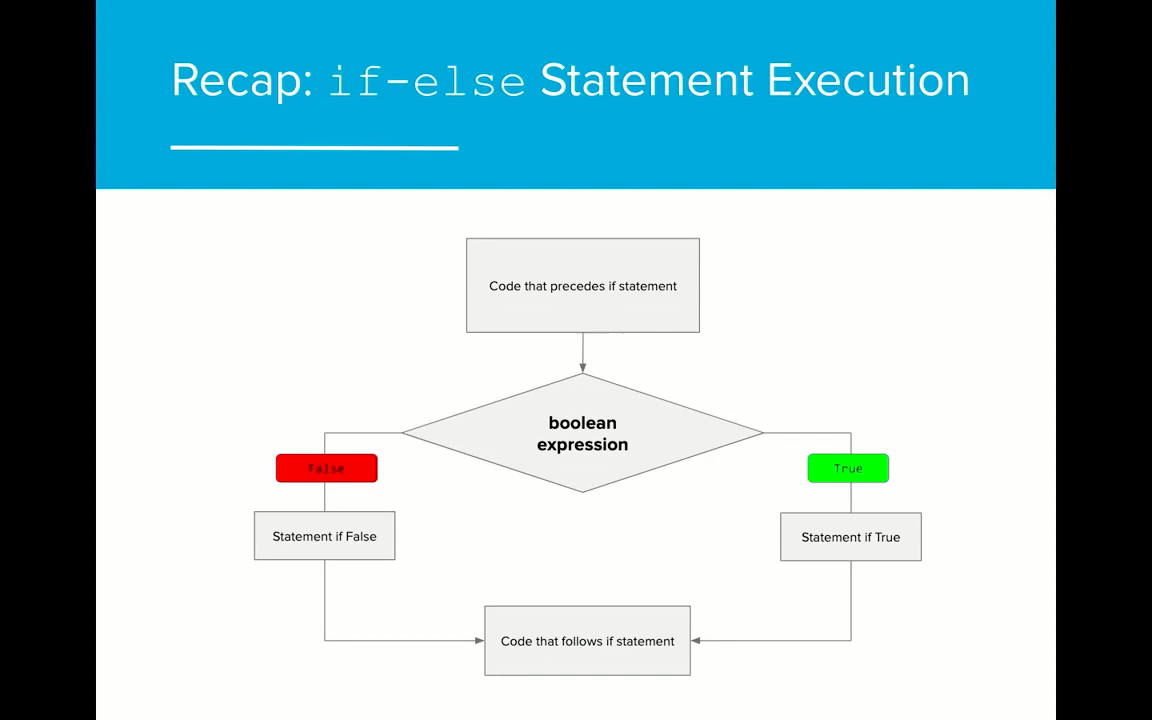 Recap: if-else Statement Execution
Code that precedes if statement
boolean
expression
False
True
Statement if False
Statement if True
Code that follows if statement